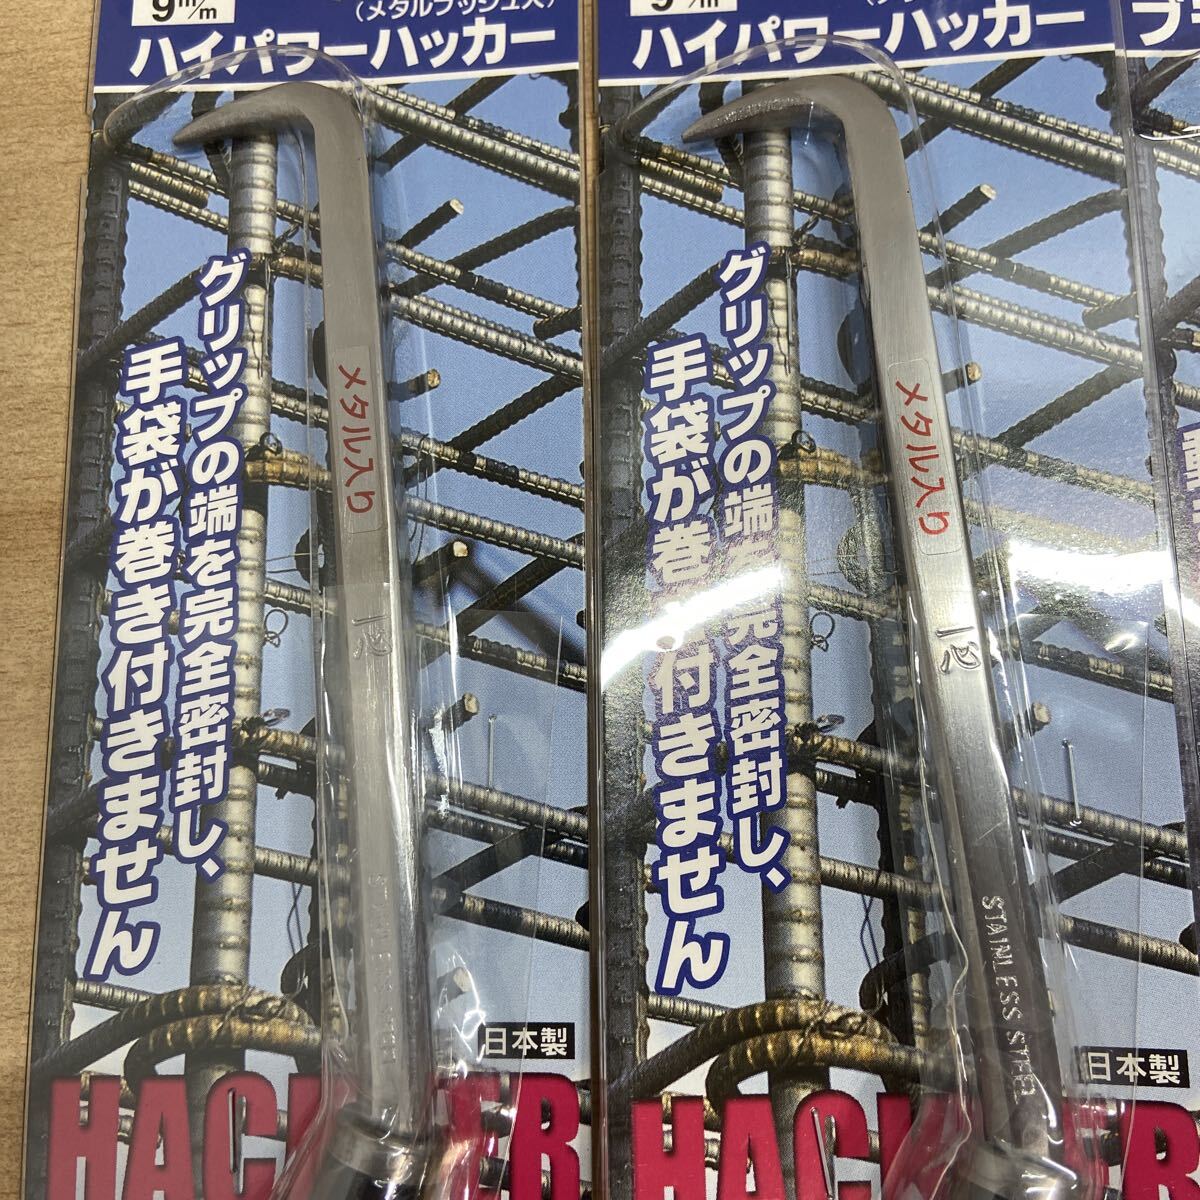 9m/m
(メタルブッシュ入)
ハイパワーハッカー
グリップの端を完全密封し、
手袋が巻き付きません
メタル入り
日本製
HACKER
9m/m
ハイパワーハッカー
グリップの端を完全密封し、
手袋が巻き付きません
メタル入り
STAINLESS STEEL
日本製
HACKER